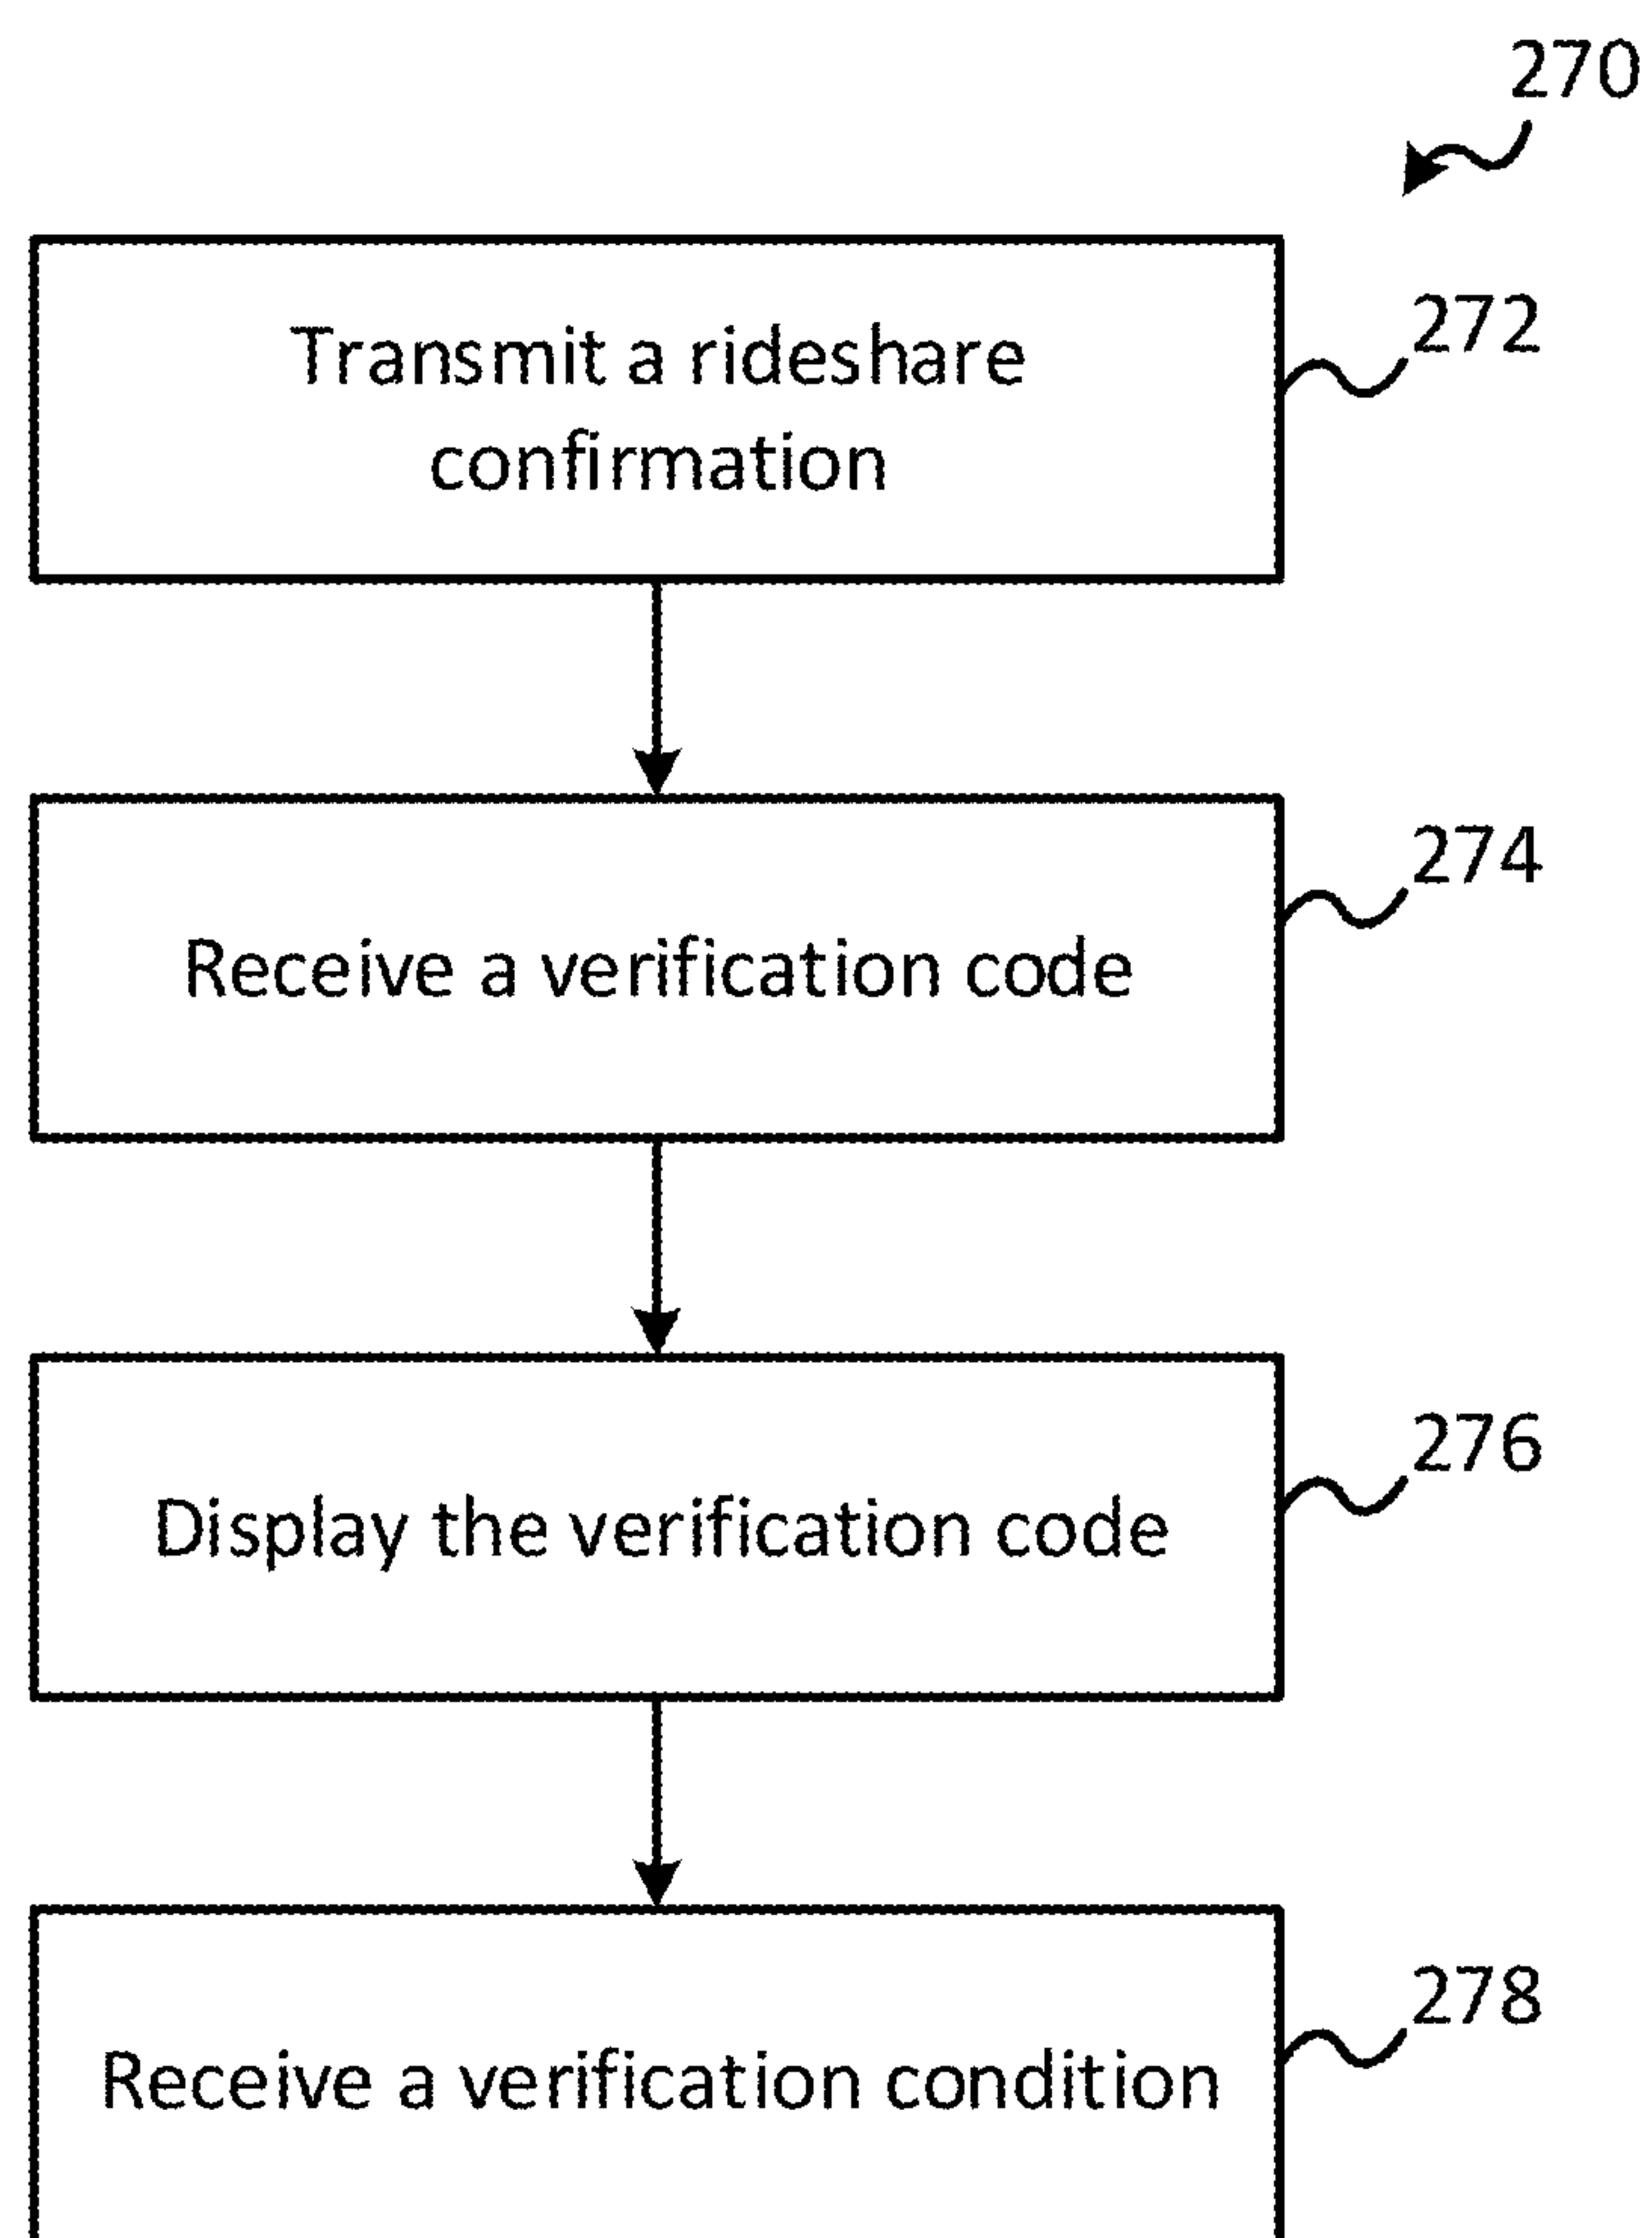 270
Transmit a rideshare
confirmation
272
Receive a verification code
274
Display the verification code
276
Receive a verification condition
278